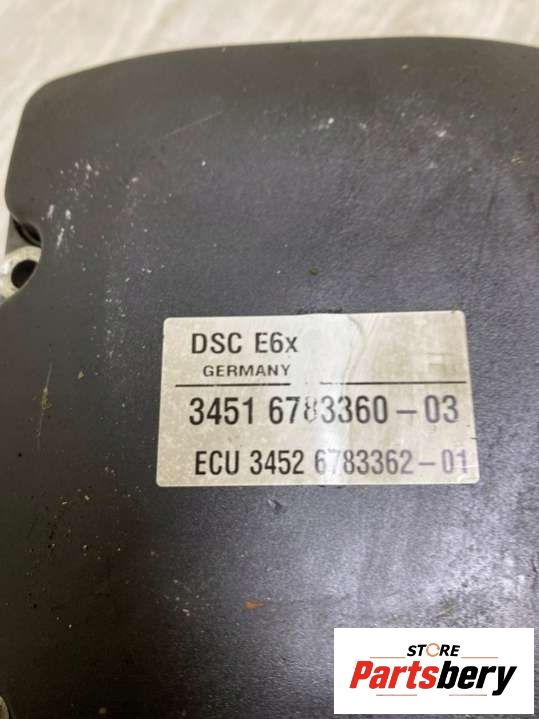 DSC E6x
GERMANY
3451 6783360-03
ECU 3452 6783362-01
STORE
Partsbery